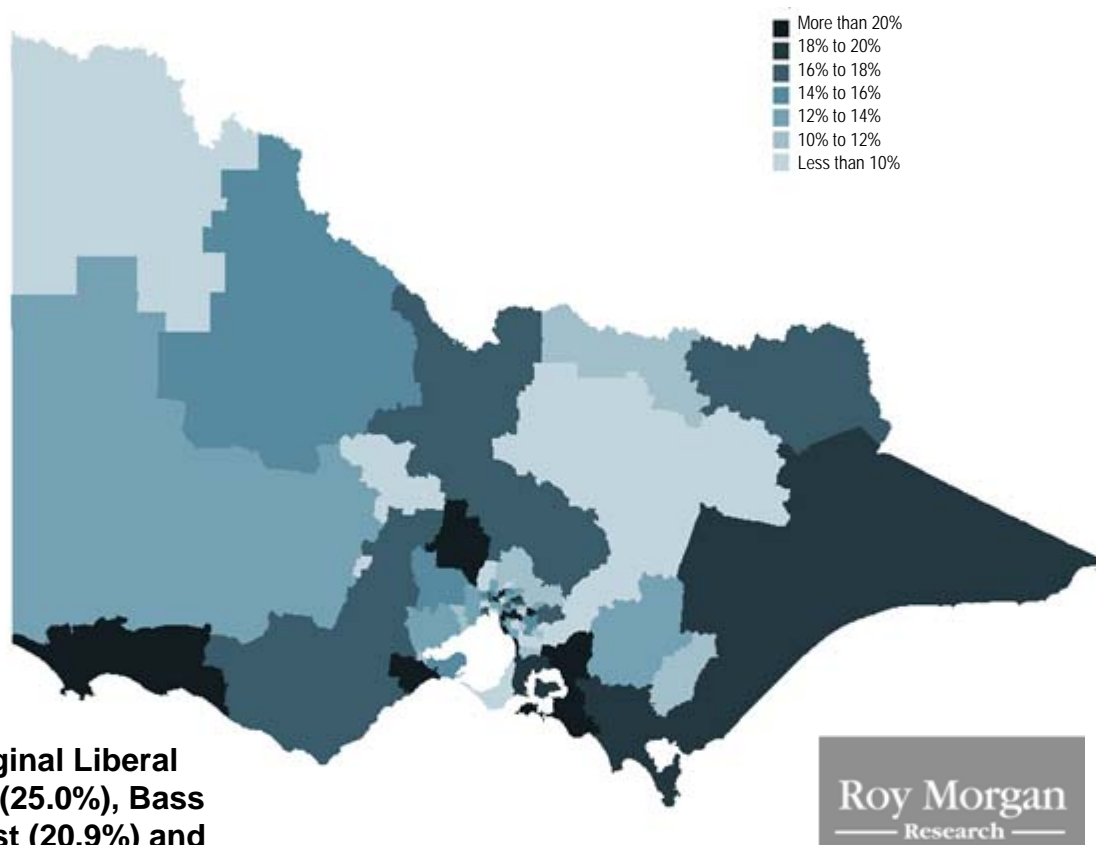 More than 20%
18% to 20%
16% to 18%
14% to 16%
12% to 14%
10% to 12%
Less than 10%
ginal Liberal
(25.0%), Bass
st (20.9%) and
Roy Morgan
Research